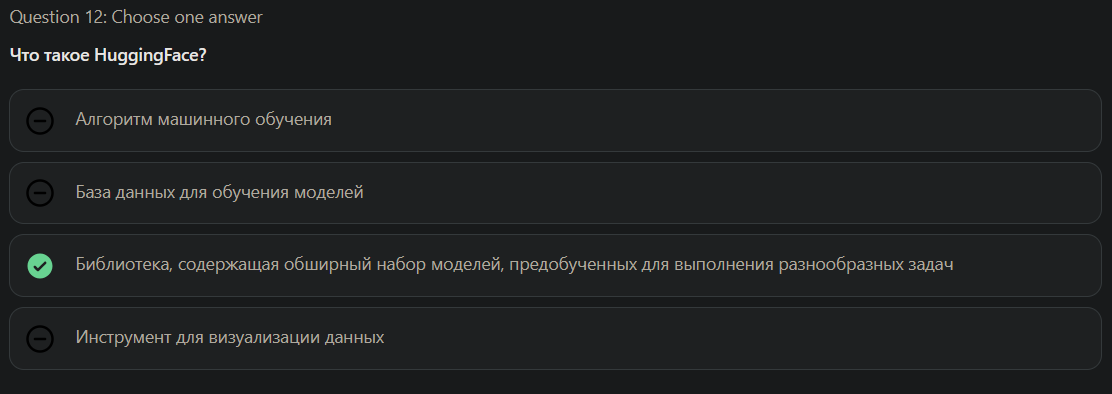 Question 12: Choose one answer
Что такое HuggingFace?
Алгоритм машинного обучения
База данных для обучения моделей
Библиотека, содержащая обширный набор моделей, предобученных для выполнения разнообразных задач
Инструмент для визуализации данных